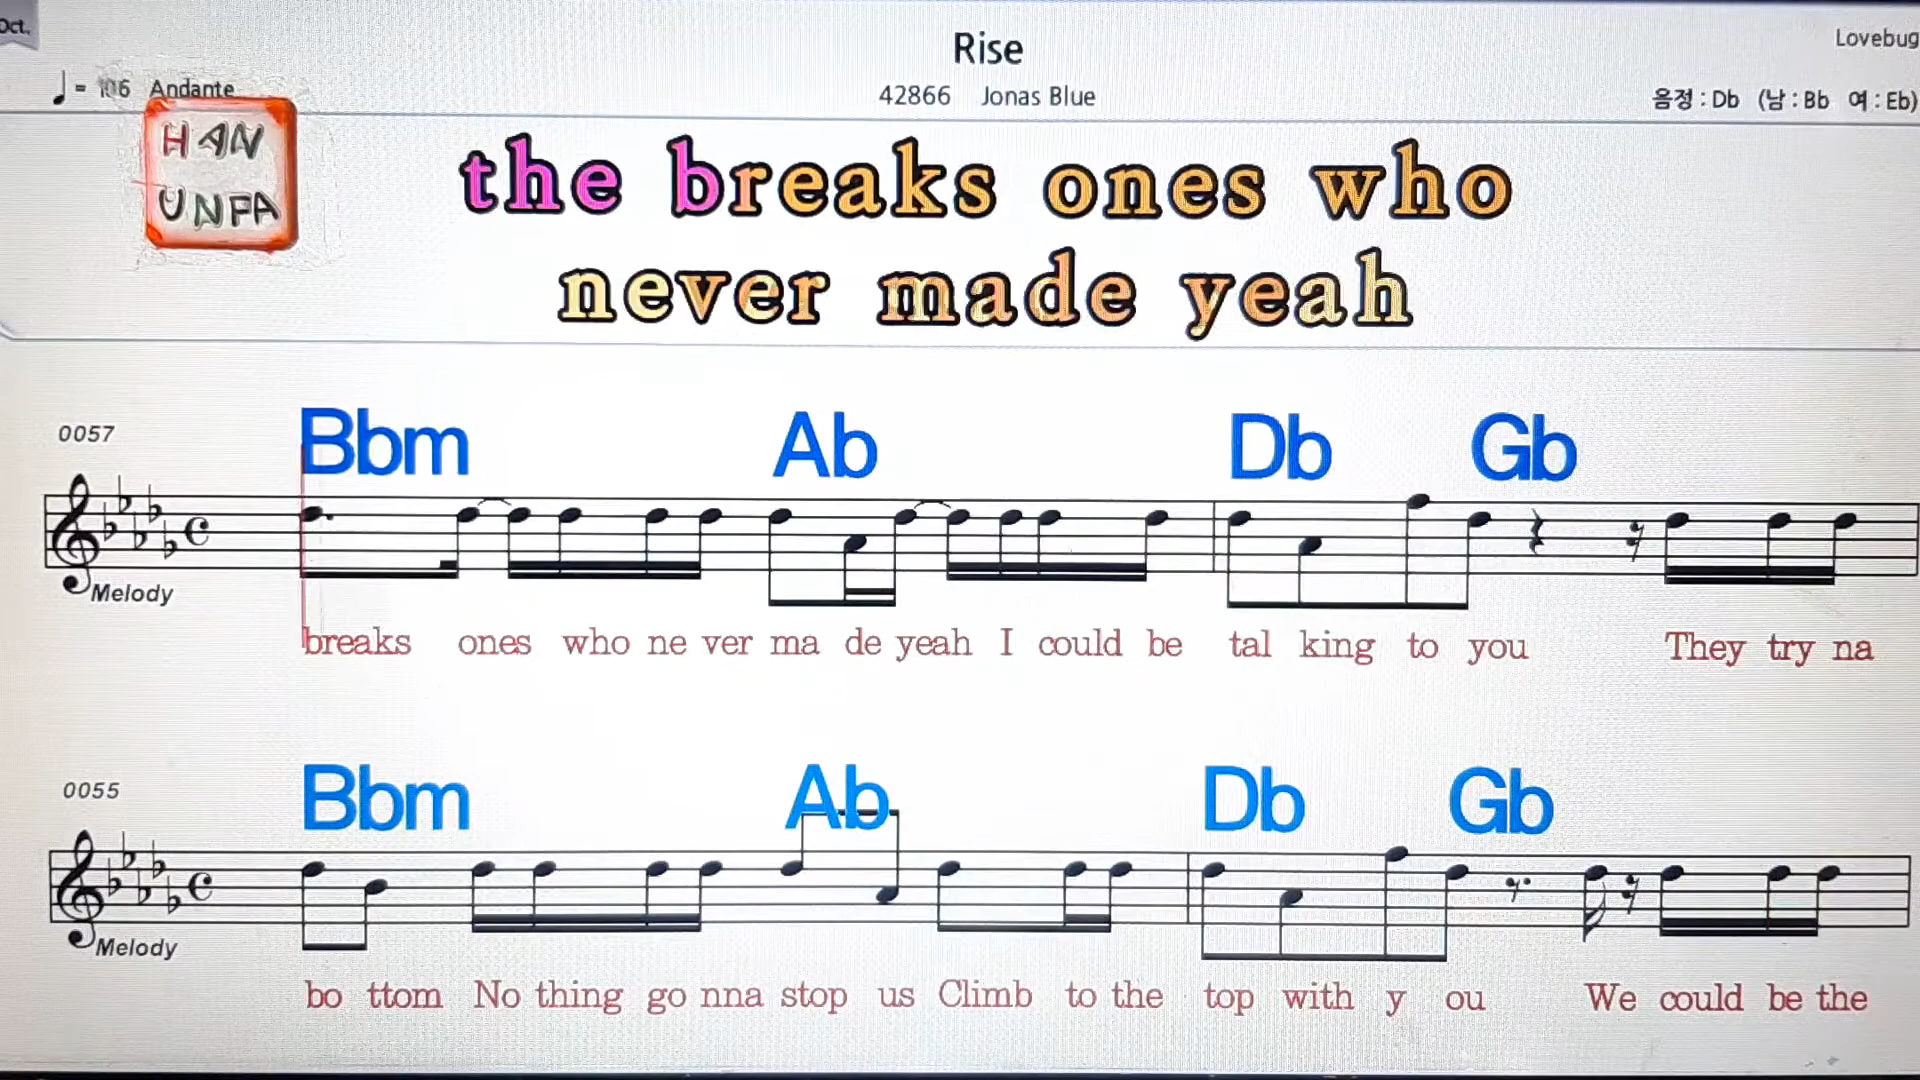 Oct.
Rise
Lovebug
= 106 Andante
42866 Jonas Blue
음정 : Db (남 : Bb 여 : Eb)
HAN
UNFA
the breaks ones who
never made yeah
0057
Bbm Ab Db Gb
Melody
breaks ones who ne ver ma de yeah I could be tal king to you They try na
0055
Bbm Ab Db Gb
Melody
bo ttom No thing go nna stop us Climb to the top with y ou We could be the